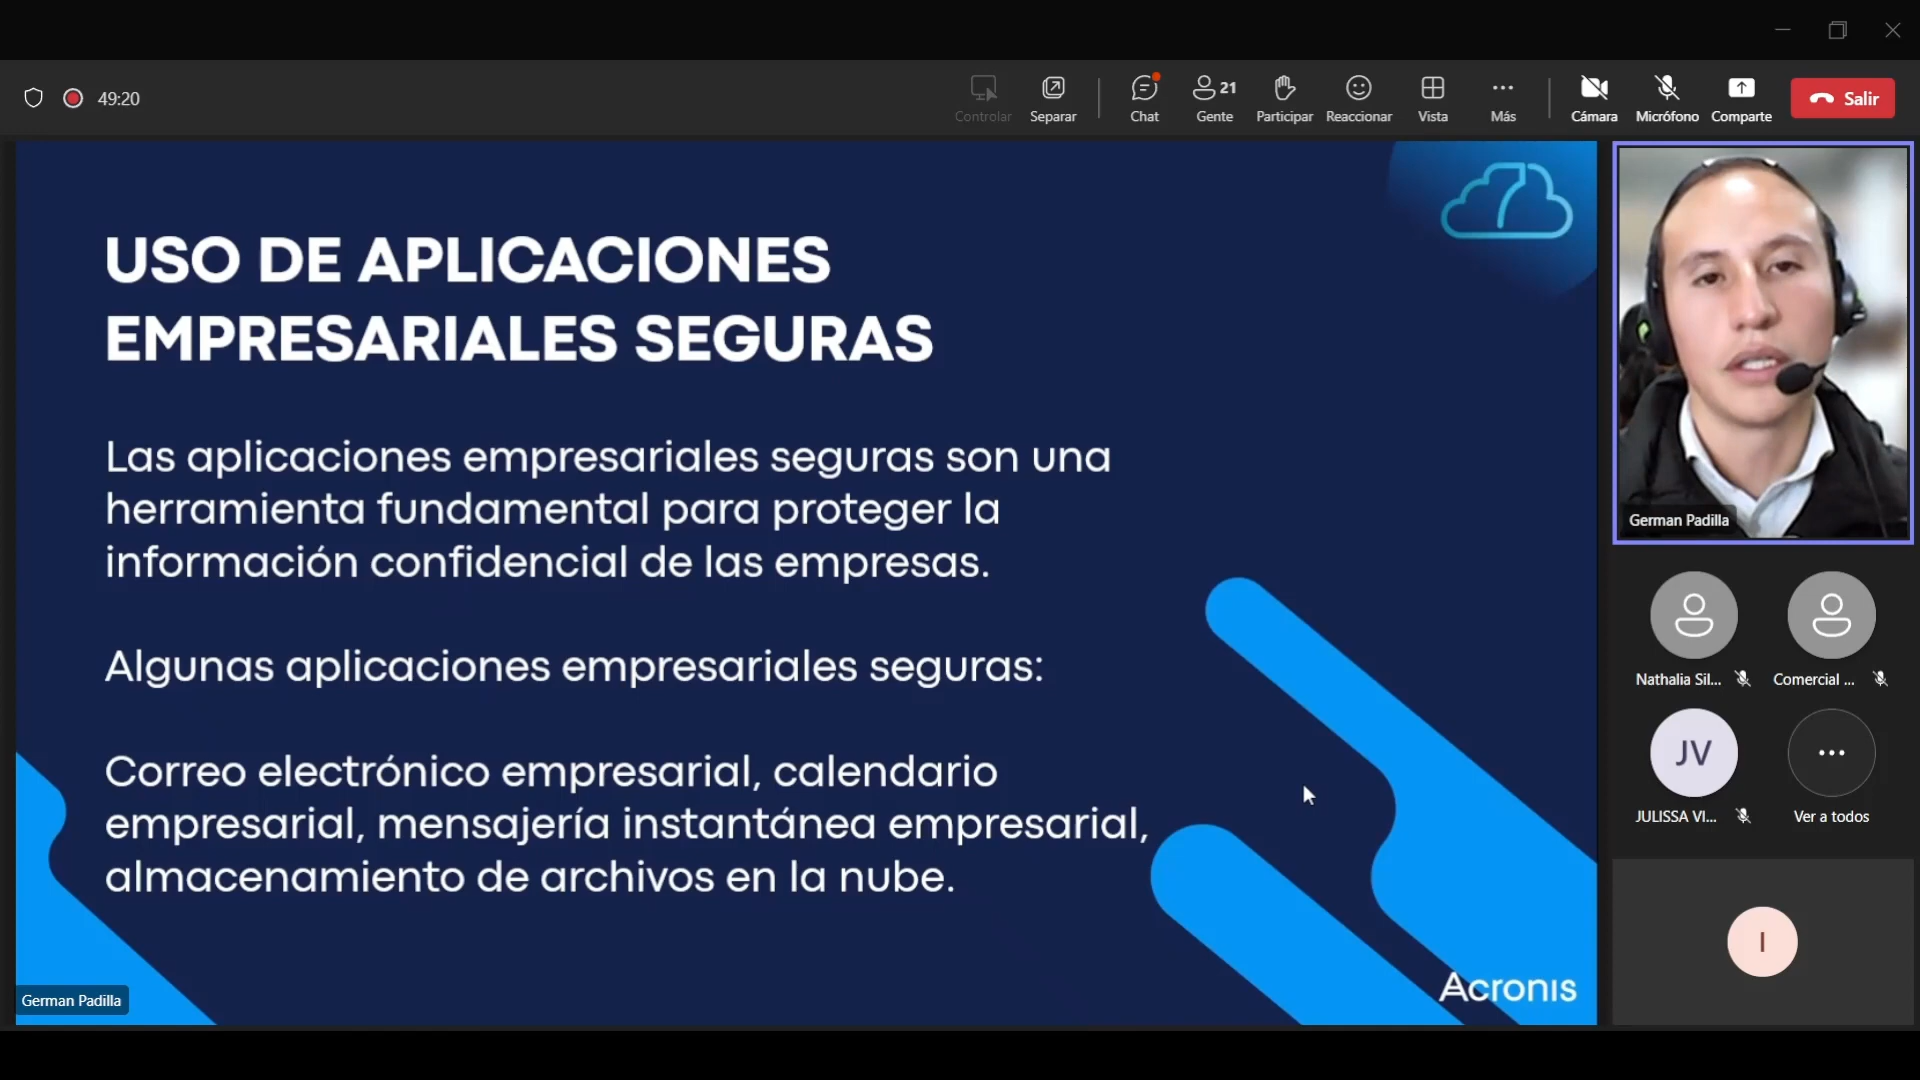 49:20
Controlar
Separar
Chat
21
Gente
Participar
Reaccionar
Vista
Más
Cámara
Micrófono
Comparte
Salir
USO DE APLICACIONES
EMPRESARIALES SEGURAS
Las aplicaciones empresariales seguras son una
herramienta fundamental para proteger la
información confidencial de las empresas.
Algunas aplicaciones empresariales seguras:
Correo electrónico empresarial, calendario
empresarial, mensajería instantánea empresarial,
almacenamiento de archivos en la nube.
Acronis
German Padilla
German Padilla
Nathalia Sil...
Comercial ...
JV
JULISSA VI...
Ver a todos
I